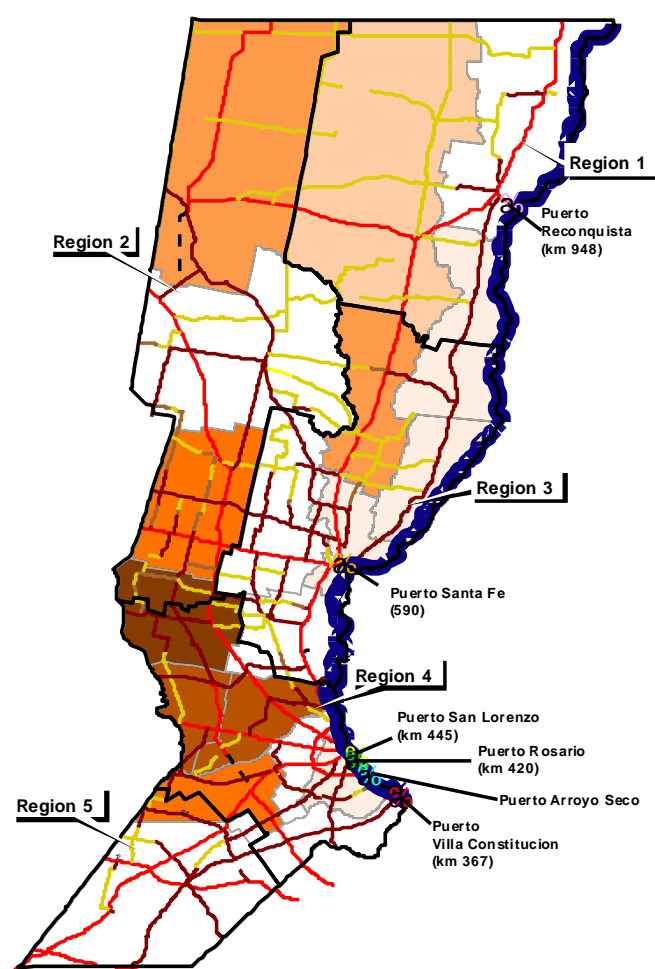 Region 1
Puerto
Reconquista
(km 948)
Region 2
Region 3
Puerto Santa Fe
(590)
Region 4
Puerto San Lorenzo
(km 445)
Puerto Rosario
(km 420)
Puerto Arroyo Seco
Region 5
Puerto
Villa Constitucion
(km 367)